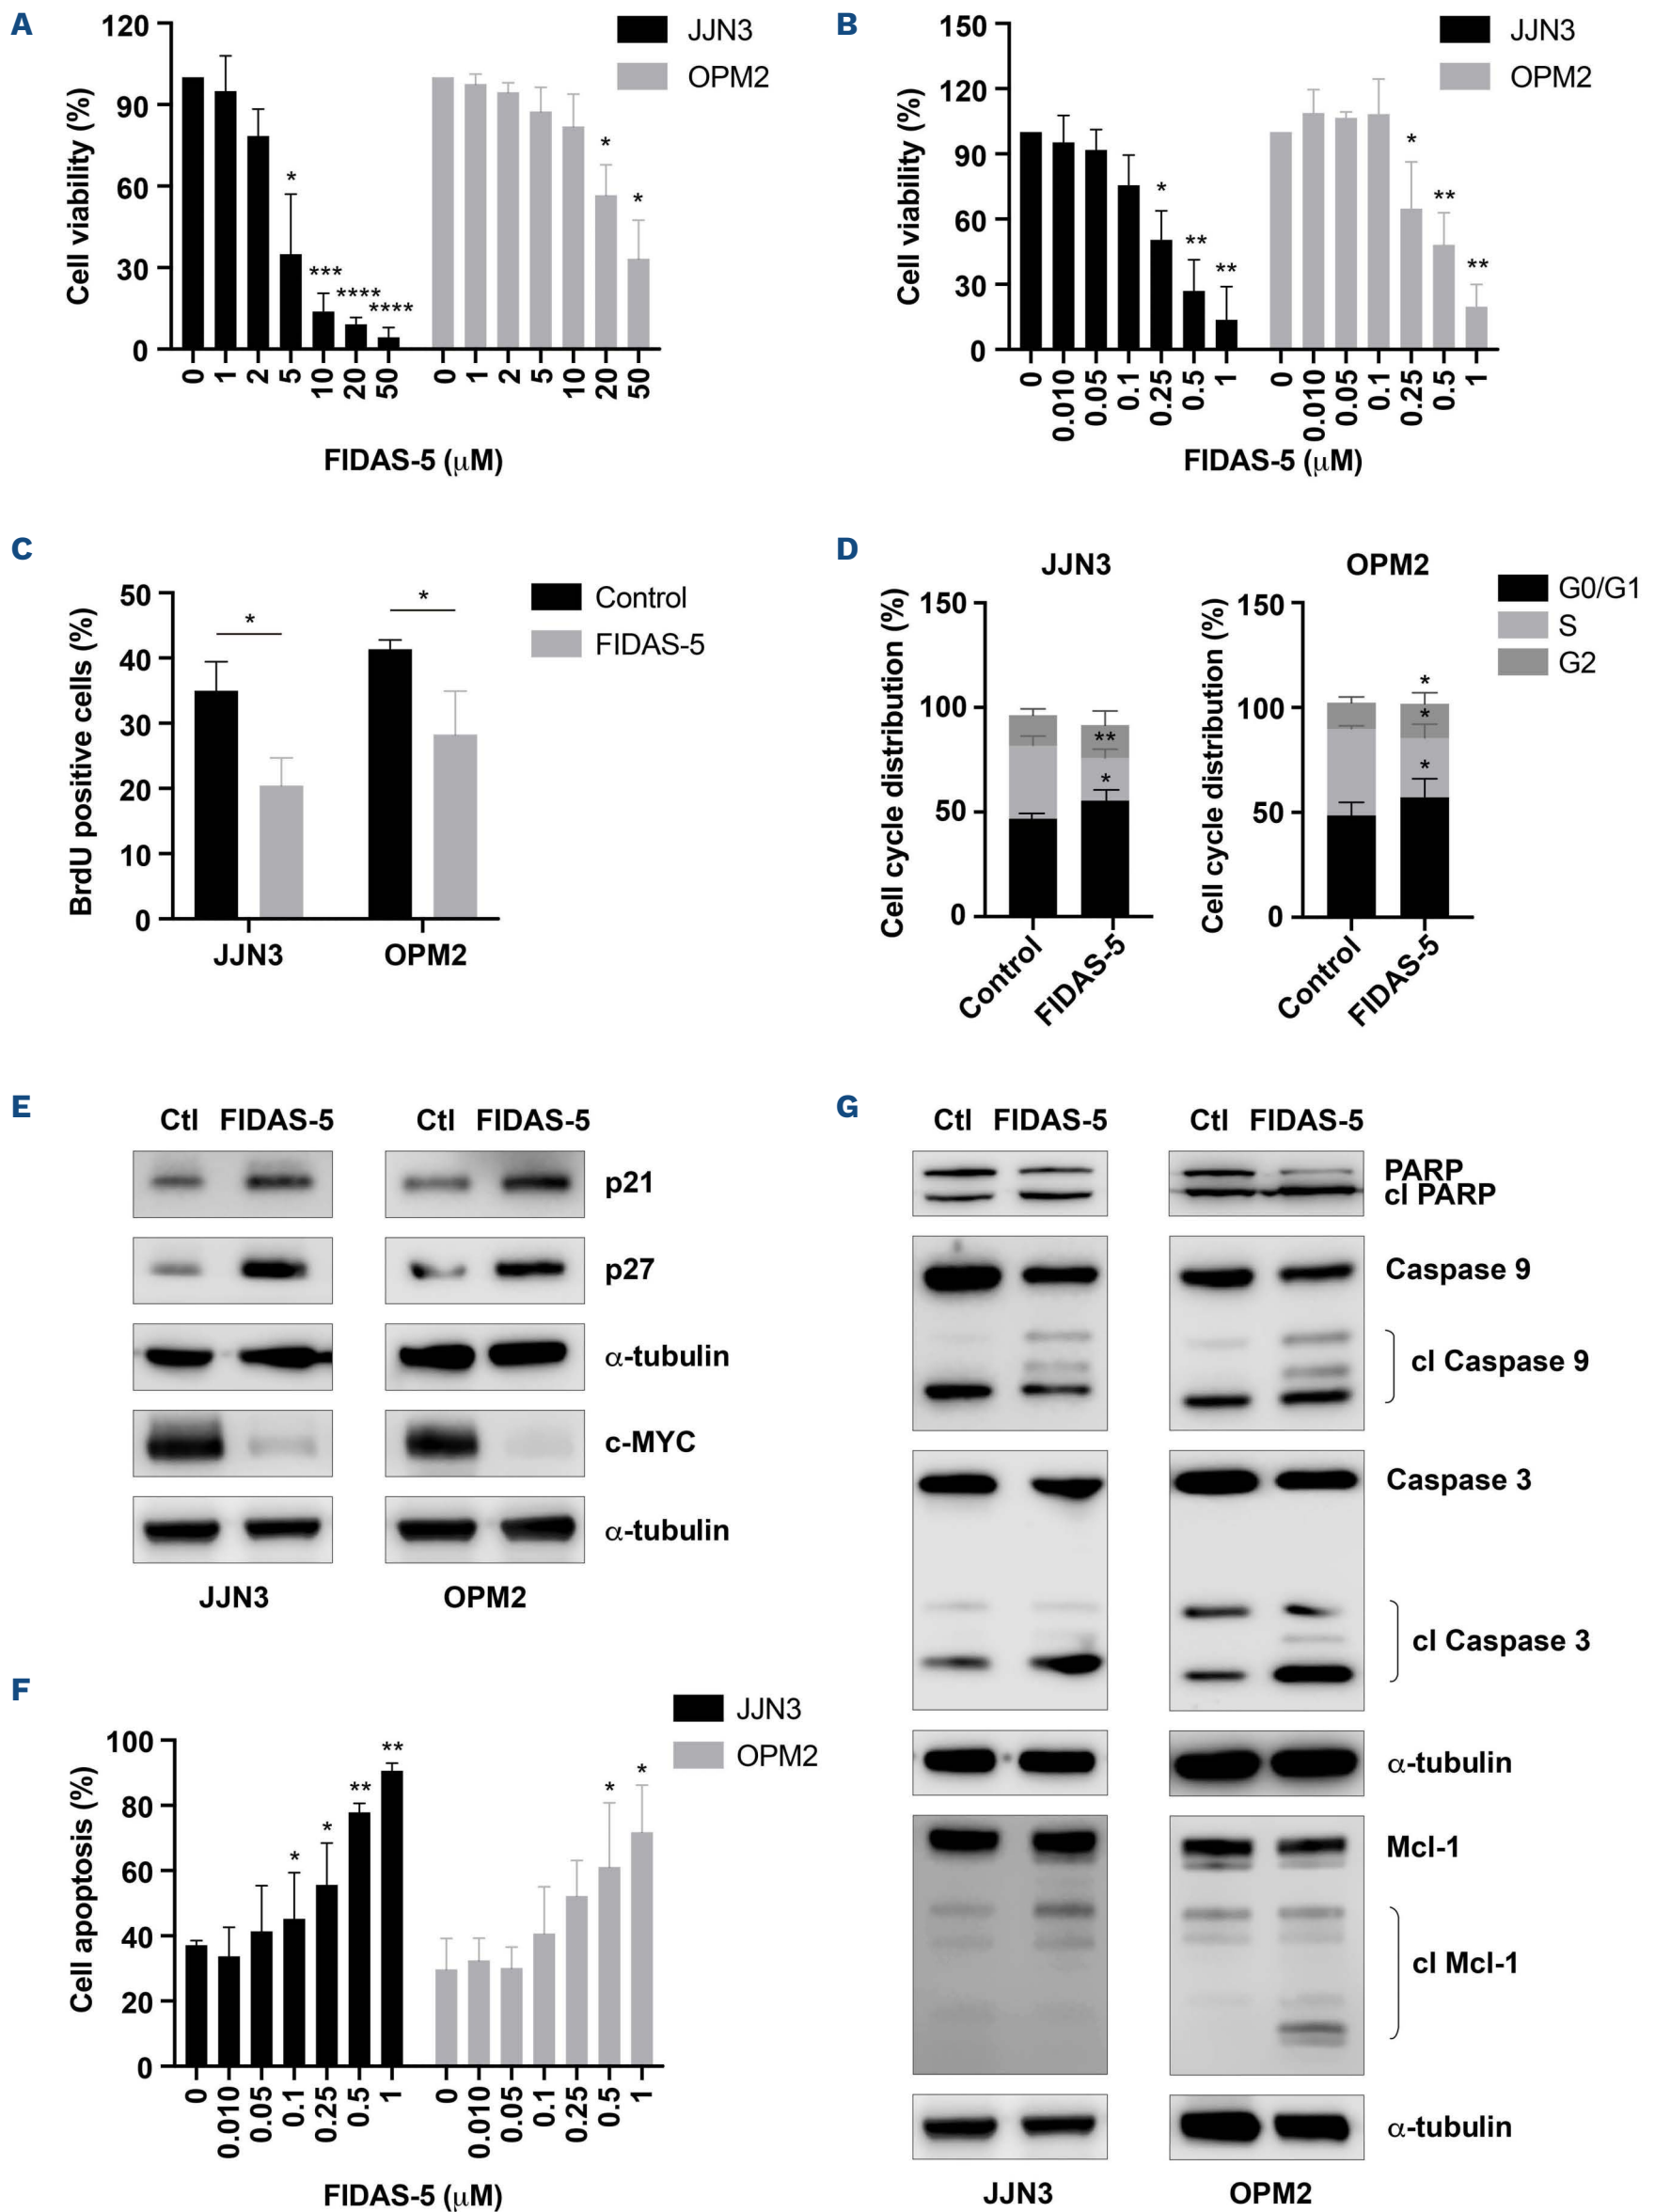 A
120
90
60
30
0
Cell viability (%)
JJN3
OPM2
*
***
****
****
*
*
0 1 2 5 10 20 50 0 1 2 5 10 20 50
FIDAS-5 (μM)
B
150
120
90
60
30
0
Cell viability (%)
JJN3
OPM2
*
**
**
*
**
**
0 0.010 0.05 0.1 0.25 0.5 1 0 0.010 0.05 0.1 0.25 0.5 1
FIDAS-5 (μM)
C
50
40
30
20
10
0
BrdU positive cells (%)
* *
Control
FIDAS-5
JJN3 OPM2
D
JJN3 OPM2
150
100
50
0
Cell cycle distribution (%)
**
*
Control FIDAS-5
150
100
50
0
Cell cycle distribution (%)
*
*
*
Control FIDAS-5
G0/G1
S
G2
E
Ctl FIDAS-5 Ctl FIDAS-5
p21
p27
α-tubulin
c-MYC
α-tubulin
JJN3 OPM2
F
100
80
60
40
20
0
Cell apoptosis (%)
JJN3
OPM2
*
*
**
**
*
*
0 0.010 0.05 0.1 0.25 0.5 1 0 0.010 0.05 0.1 0.25 0.5 1
FIDAS-5 (μM)
G
Ctl FIDAS-5 Ctl FIDAS-5
PARP
cl PARP
Caspase 9
cl Caspase 9
Caspase 3
cl Caspase 3
α-tubulin
Mcl-1
cl Mcl-1
α-tubulin
JJN3 OPM2